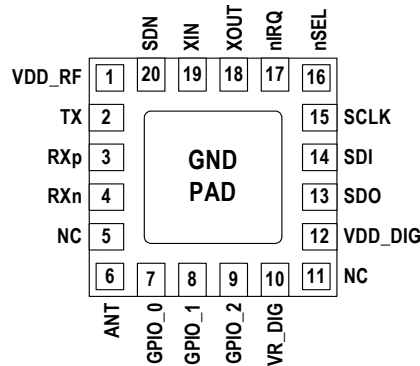 SDN
XIN
XOUT
nIRQ
nSEL
VDD_RF 1 20 19 18 17 16
TX 2 15 SCLK
RXp 3 GND 14 SDI
RXn 4 PAD 13 SDO
NC 5 12 VDD_DIG
6 7 8 9 10 11 NC
ANT
GPIO_0
GPIO_1
GPIO_2
VR_DIG